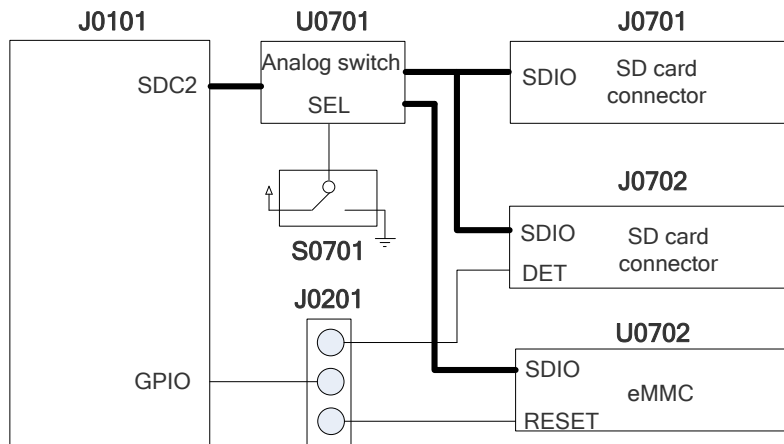 J0101
U0701
J0701
SDC2
Analog switch
SEL
SDIO
SD card
connector
S0701
J0702
SDIO
SD card
connector
DET
J0201
GPIO
U0702
SDIO
eMMC
RESET